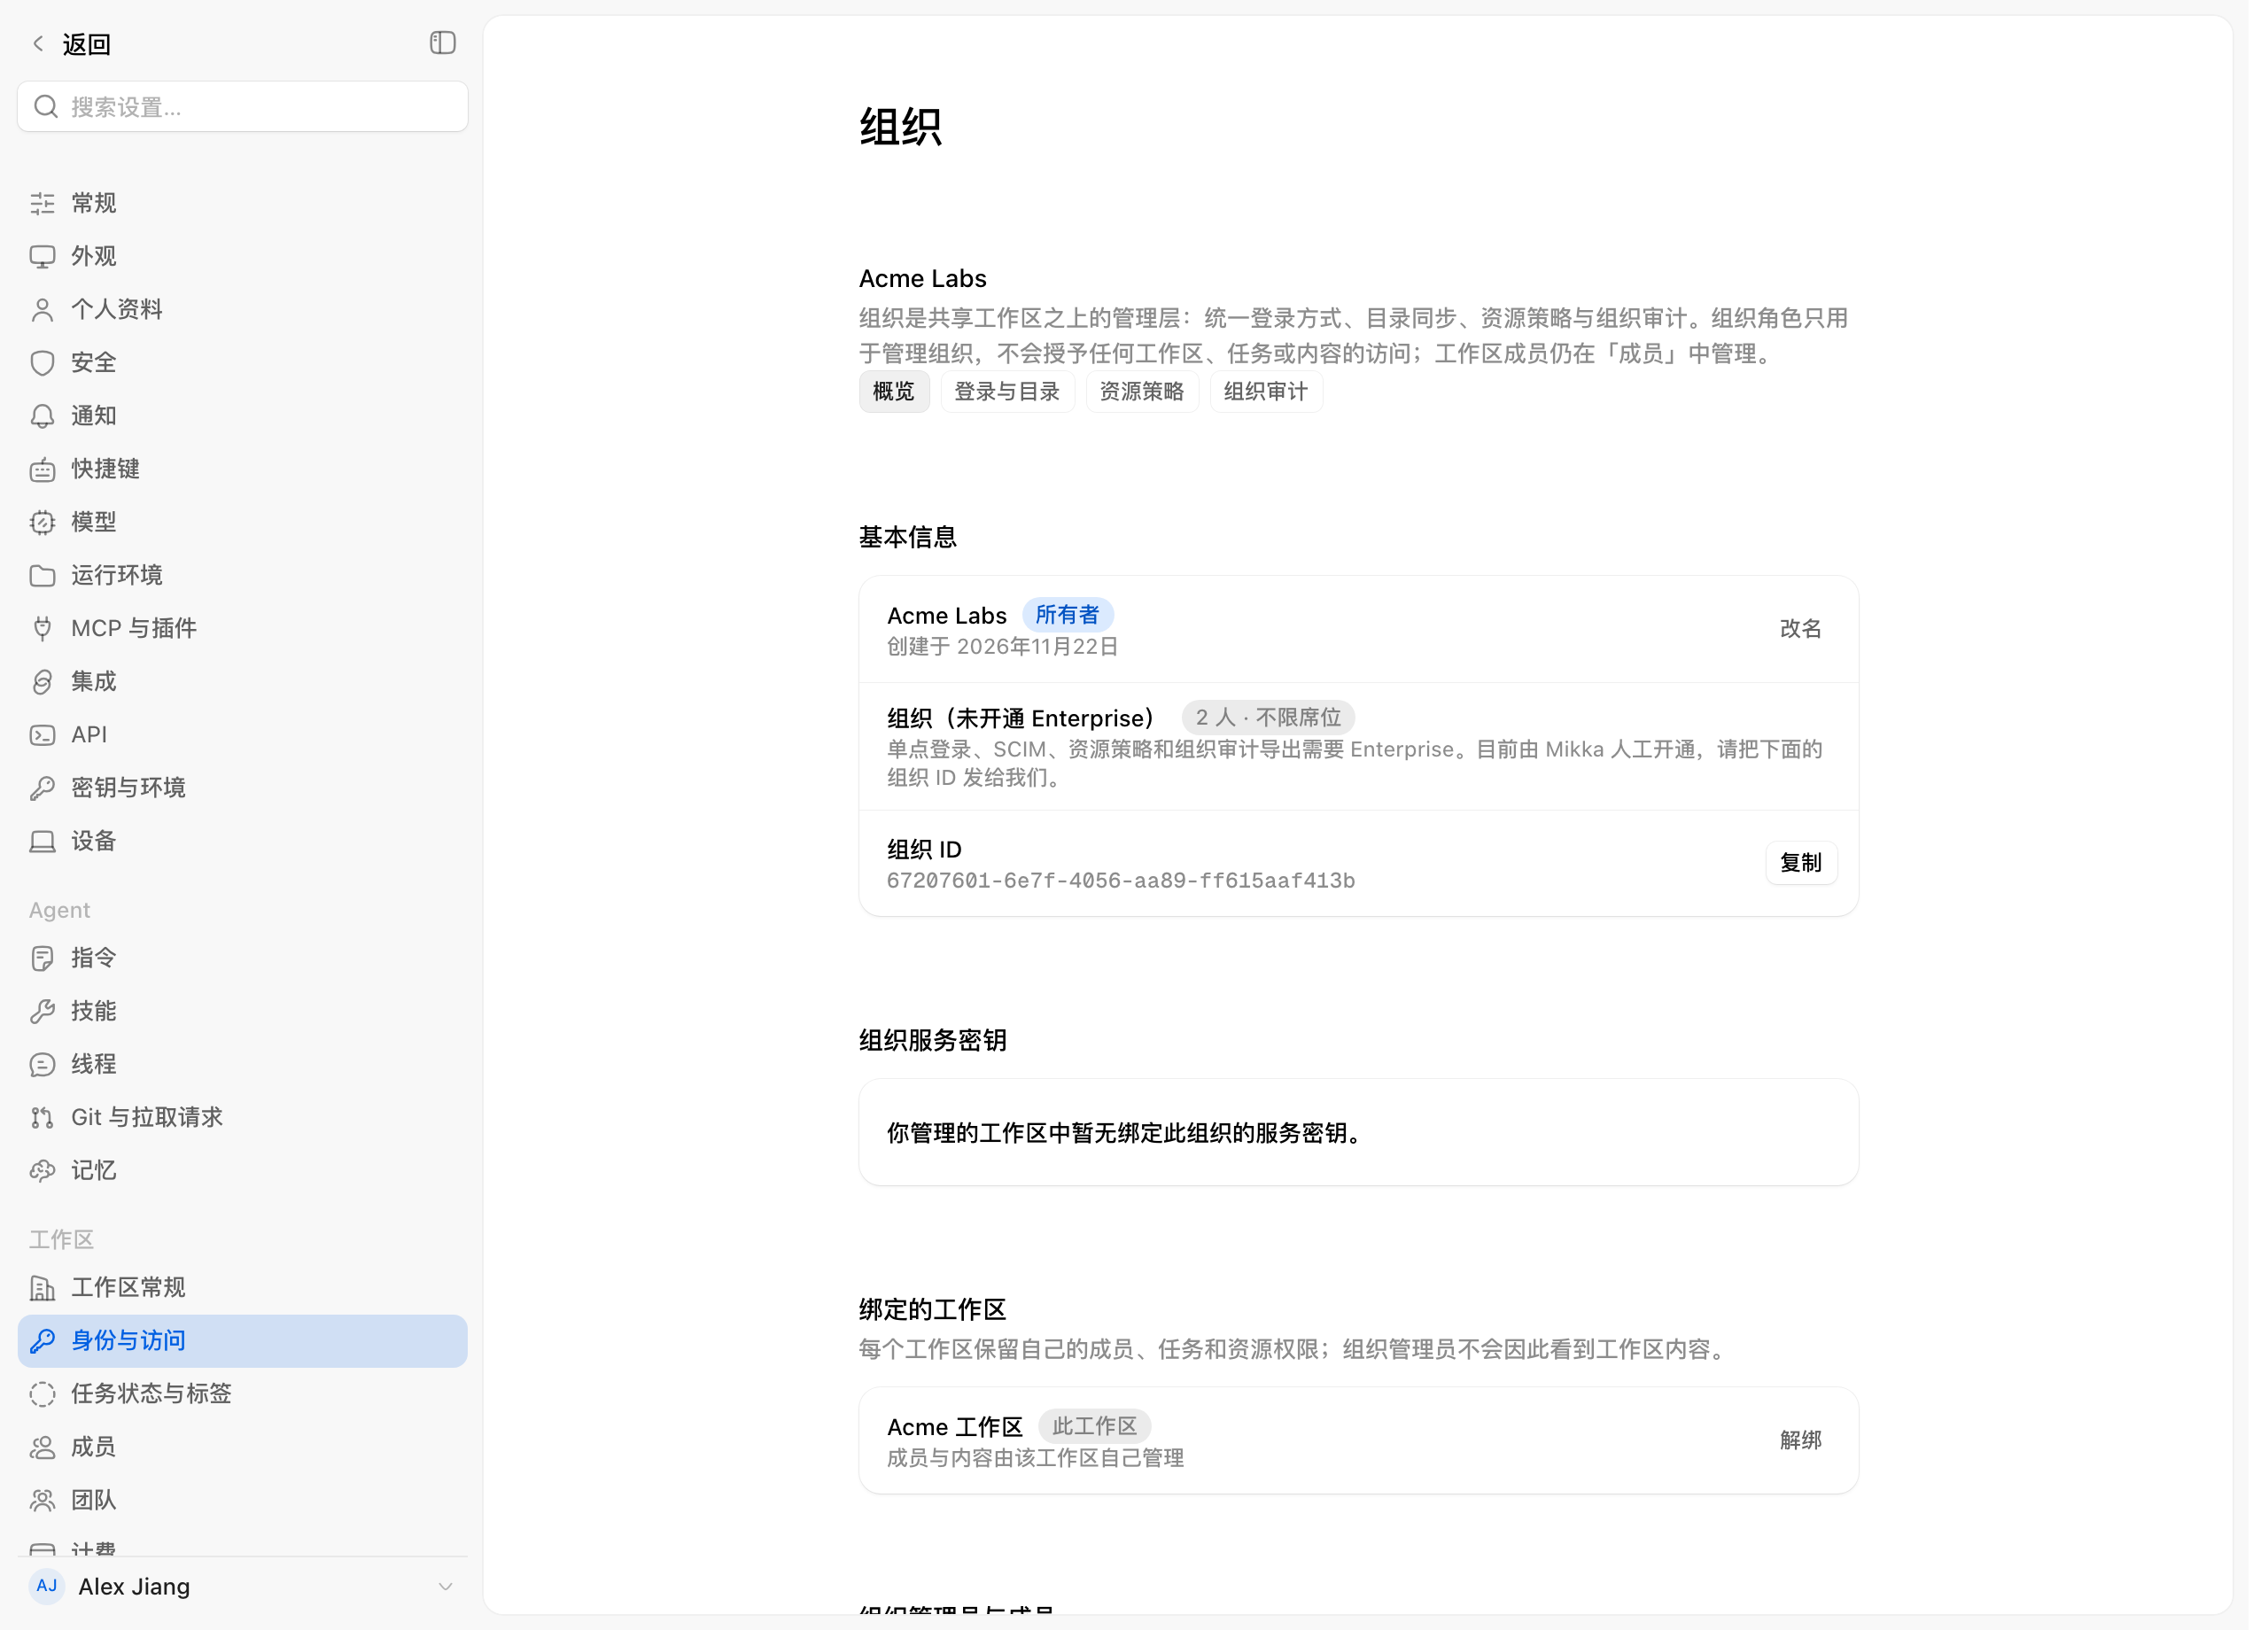 返回
搜索设置...
常规
外观
个人资料
安全
通知
快捷键
模型
运行环境
MCP 与插件
集成
API
密钥与环境
设备
Agent
指令
技能
线程
Git 与拉取请求
记忆
工作区
工作区常规
身份与访问
任务状态与标签
成员
团队
计费
AJ Alex Jiang
组织
Acme Labs
组织是共享工作区之上的管理层：统一登录方式、目录同步、资源策略与组织审计。组织角色只用
于管理组织，不会授予任何工作区、任务或内容的访问；工作区成员仍在「成员」中管理。
概览 登录与目录 资源策略 组织审计
基本信息
Acme Labs 所有者
创建于 2026年11月22日
改名
组织（未开通 Enterprise） 2 人 · 不限席位
单点登录、SCIM、资源策略和组织审计导出需要 Enterprise。目前由 Mikka 人工开通，请把下面的
组织 ID 发给我们。
组织 ID
67207601-6e7f-4056-aa89-ff615aaf413b
复制
组织服务密钥
你管理的工作区中暂无绑定此组织的服务密钥。
绑定的工作区
每个工作区保留自己的成员、任务和资源权限；组织管理员不会因此看到工作区内容。
Acme 工作区 此工作区
成员与内容由该工作区自己管理
解绑
组织管理员与成员